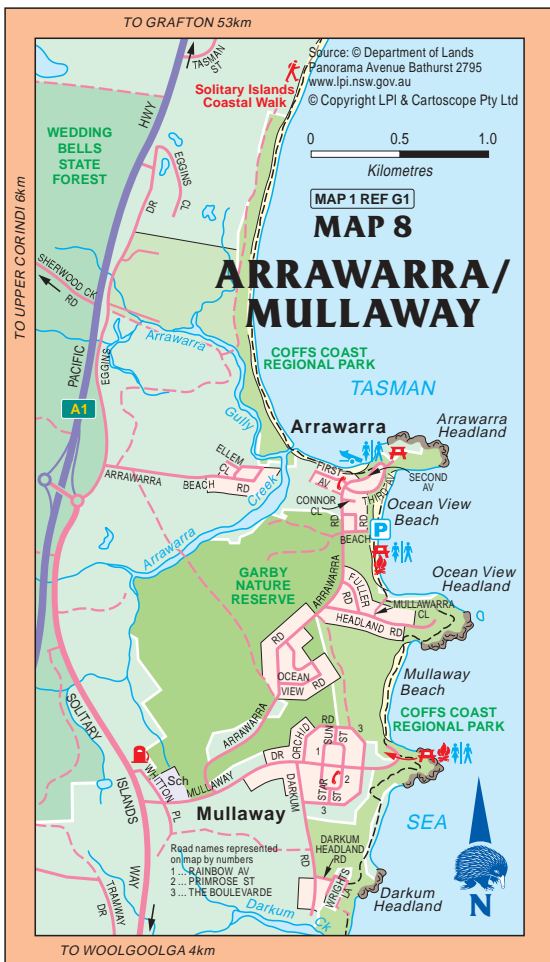 TO GRAFTON 53km
TO UPPER CORINDI 6km
TASMAN
ST
Solitary Islands
Coastal Walk
Source: © Department of Lands
Panorama Avenue Bathurst 2795
www.lpi.nsw.gov.au
© Copyright LPI & Cartoscope Pty Ltd
0 0.5 1.0
Kilometres
MAP 1 REF G1
MAP 8
ARRAWARRA/
MULLAWAY
WEDDING
BELLS
STATE
FOREST
HWY
EGGINS
CL
DR
SHERWOOD CK
RD
Arrawarra
Gully
PACIFIC
EGGINS
A1
COFFS COAST
REGIONAL PARK
TASMAN
Arrawarra
Arrawarra
Headland
ELLEM
CL
ARRAWARRA
BEACH
RD
Creek
Arrawarra
FIRST
AV
SECOND
AV
THIRD AV
CONNOR
CL
RD
BEACH
Ocean View
Beach
P
GARBY
NATURE
RESERVE
ARRAWARRA
FULLER
RD
MULLAWARRA
CL
HEADLAND RD
Ocean View
Headland
RD
OCEAN
VIEW
RD
Mullaway
Beach
COFFS COAST
REGIONAL PARK
SOLITARY
ISLANDS
WAY
ARRAWARRA
ORCHID
RD
SUN
ST
3
DR
1
2
STAR
ST
3
Sch
WHITTON
PL
MULLAWAY
Mullaway
DARKUM
RD
SEA
Road names represented
on map by numbers
1 ... RAINBOW AV
2 ... PRIMROSE ST
3 ... THE BOULEVARDE
DARKUM
HEADLAND
RD
WRIGHTS
LA
Darkum
Headland
Darkum Ck
TRAMWAY
DR
N
TO WOOLGOOLGA 4km